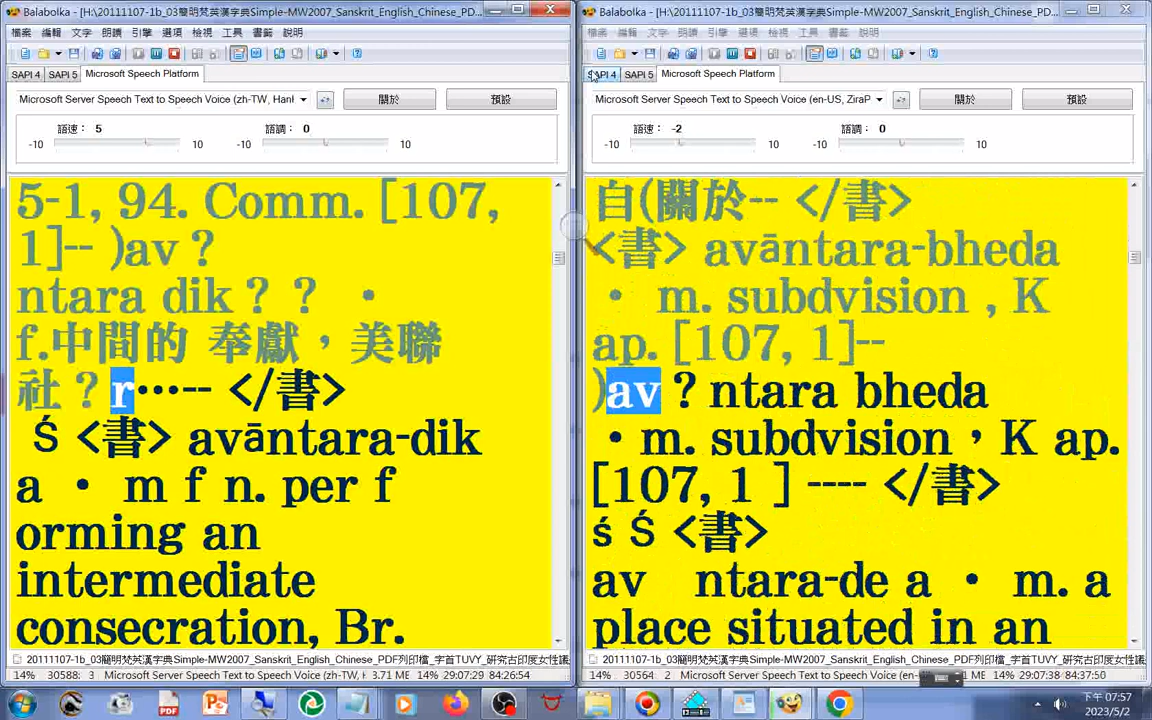 Balabolka - [H:\20111107-1b_03簡明梵英漢字典Simple-MW2007_Sanskrit_English_Chinese_PD...
檔案 編輯 文字 朗讀 引擎 選項 檢視 工具 書籤 說明
SAPI 4 SAPI 5 Microsoft Speech Platform
Microsoft Server Speech Text to Speech Voice (zh-TW, Hanl
關於 預設
語速： 5 語調： 0
-10 10 -10 10
5-1, 94. Comm. [107,
1]-- )av？
ntara dik？？ •
f.中間的 奉獻，美聯
社？r…-- </書>
Ś <書> avāntara-dik
a • m f n. per f
orming an
intermediate
consecration, Br.
20111107-1b_03簡明梵英漢字典Simple-MW2007_Sanskrit_English_Chinese_PDF列印檔_字首TUVY_研究古印度女性議
14% 30588: 3 Microsoft Text to Speech Voice (zh-TW, H 3.71 ME 14% 29:07:29 84:26:54
Balabolka - [H:\20111107-1b_03簡明梵英漢字典Simple-MW2007_Sanskrit_English_Chinese_PDF...
檔案 編輯 文字 朗讀 引擎 選項 檢視 工具 書籤 說明
SAPI 4 SAPI 5 Microsoft Speech Platform
Microsoft Server Speech Text to Speech Voice (en-US, ZiraP
關於 預設
語速： -2 語調： 0
-10 10 -10 10
自(關於-- </書>
<書> avāntara-bheda
• m. subdvision , K
ap. [107, 1]--
)av ？ntara bheda
• m. subdvision，K ap.
[107, 1 ] ---- </書>
ś Ś <書>
av ntara-de a • m. a
place situated in an
20111107-1b_03簡明梵英漢字典Simple-MW2007_Sanskrit_English_Chinese_PDF列印檔_字首TUVY_研究古印度女性議
14% 30564: 2 Microsoft Text to Speech Voice (en- ME 14% 29:07:38 84:37:50
下午 07:57
2023/5/2